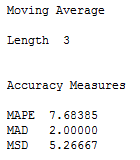 Moving Average
Length  3
Accuracy Measures
MAPE  7.68385
MAD   2.00000
MSD   5.26667